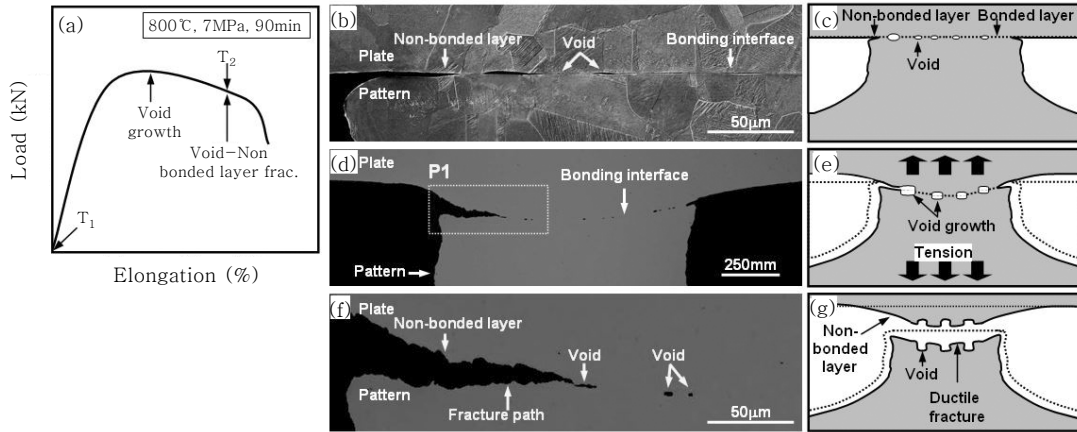 (a)
800℃, 7MPa, 90min
T2
T1
Void
growth
Void-Non
bonded layer frac.
Load (kN)
Elongation (%)
(b)
Non-bonded layer
Void
Bonding interface
Plate
Pattern
50μm
(c)
Non-bonded layer
Bonded layer
Void
(d)
Plate
P1
Bonding interface
Pattern
250mm
(e)
Void growth
Tension
(f)
Plate
Non-bonded layer
Void
Void
Pattern
Fracture path
50μm
(g)
Non-
bonded
layer
Void
Ductile
fracture